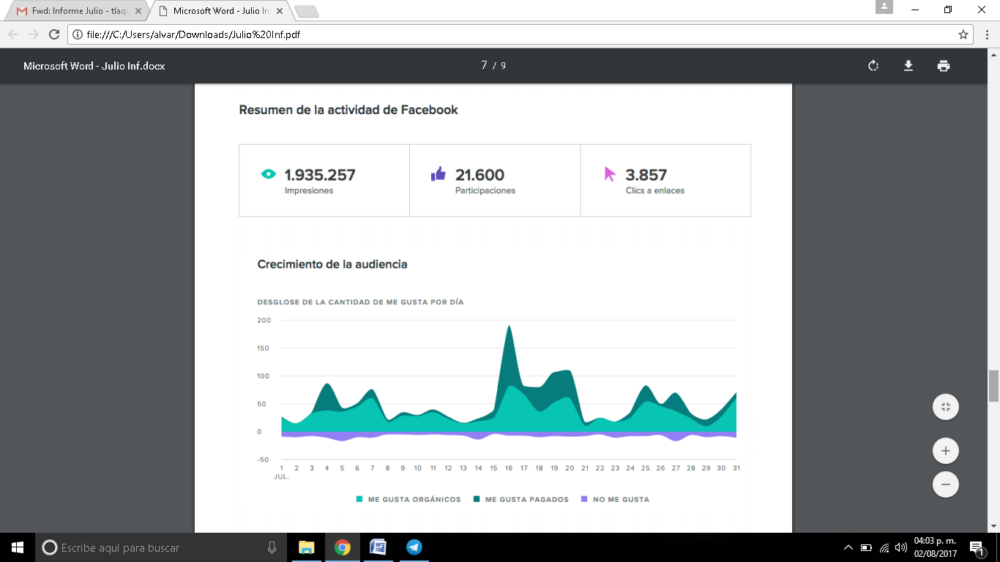 Fwd: Informe Julio - tlaqu
Microsoft Word - Julio In
file:///C:/Users/alvar/Downloads/Julio%20Inf.pdf
Microsoft Word - Julio Inf.docx
7 / 9
Resumen de la actividad de Facebook
1.935.257
Impresiones
21.600
Participaciones
3.857
Clics a enlaces
Crecimiento de la audiencia
DESGLOSE DE LA CANTIDAD DE ME GUSTA POR DÍA
200
150
100
50
0
-50
1 2 3 4 5 6 7 8 9 10 11 12 13 14 15 16 17 18 19 20 21 22 23 24 25 26 27 28 29 30 31
JUL.
ME GUSTA ORGÁNICOS ME GUSTA PAGADOS NO ME GUSTA
Escribe aquí para buscar
04:03 p. m.
02/08/2017
1